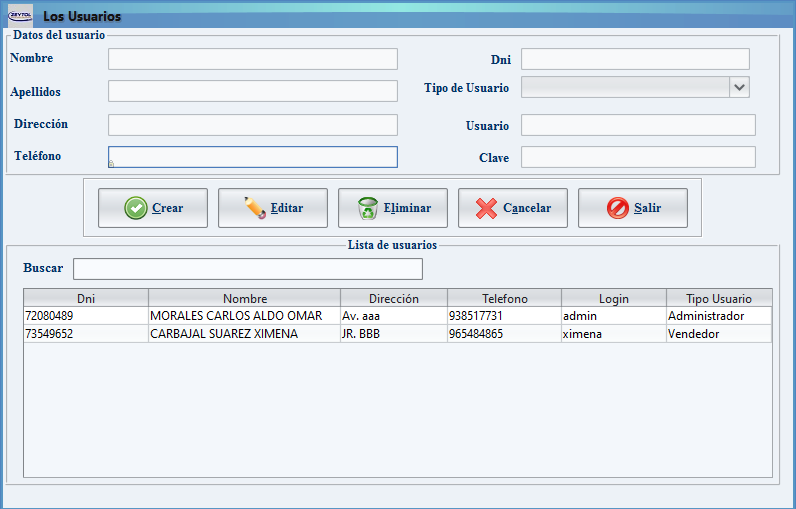 ZEYTOL Los Usuarios
Datos del usuario
Nombre
Dni
Apellidos
Tipo de Usuario
Dirección
Usuario
Teléfono
Clave
Crear Editar Eliminar Cancelar Salir
Lista de usuarios
Buscar
Dni Nombre Dirección Telefono Login Tipo Usuario
72080489 MORALES CARLOS ALDO OMAR Av. aaa 938517731 admin Administrador
73549652 CARBAJAL SUAREZ XIMENA JR. BBB 965484865 ximena Vendedor